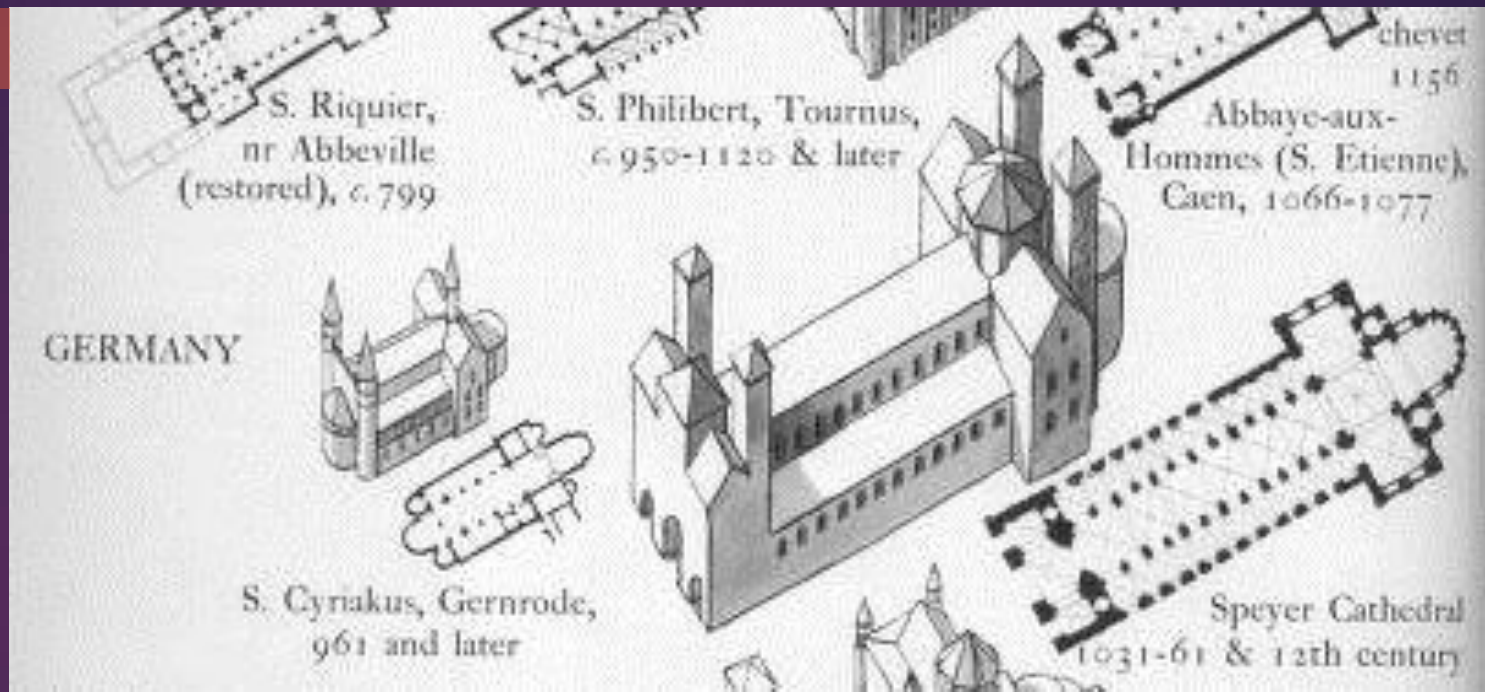 chevet
1156
S. Riquier,
nr Abbeville
(restored), c. 799
S. Philibert, Tournus,
c. 950-1120 & later
Abbaye-aux-
Hommes (S. Etienne),
Caen, 1066-1077
GERMANY
S. Cyriakus, Gernrode,
961 and later
Speyer Cathedral
1031-61 & 12th century